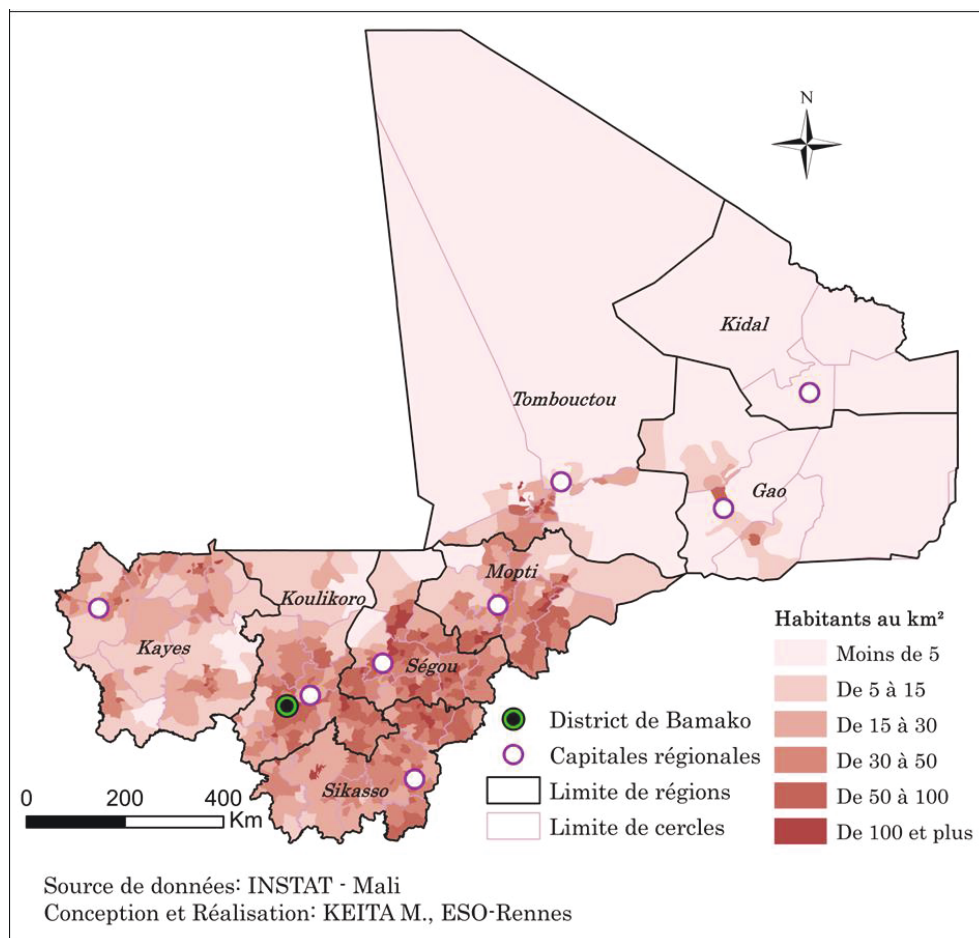 N
Kidal
Tombouctou
Gao
Mopti
Koulikoro
Kayes
Ségou
Sikasso
Habitants au km²
Moins de 5
De 5 à 15
De 15 à 30
De 30 à 50
De 50 à 100
De 100 et plus
District de Bamako
Capitales régionales
Limite de régions
Limite de cercles
0 200 400
Km
Source de données: INSTAT - Mali
Conception et Réalisation: KEITA M., ESO-Rennes